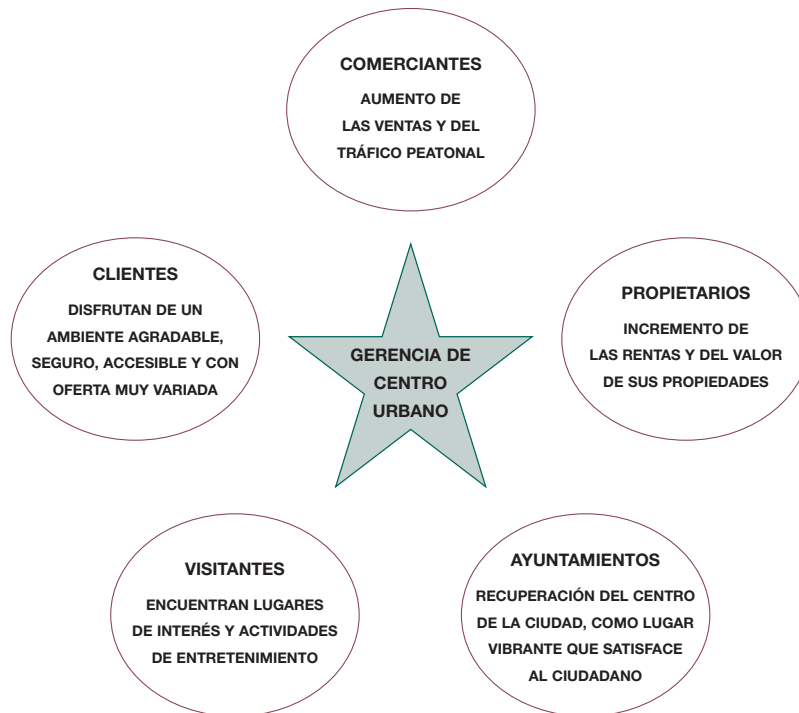 COMERCIANTES
AUMENTO DE
LAS VENTAS Y DEL
TRÁFICO PEATONAL
CLIENTES
DISFRUTAN DE UN
AMBIENTE AGRADABLE,
SEGURO, ACCESIBLE Y CON
OFERTA MUY VARIADA
GERENCIA DE
CENTRO
URBANO
PROPIETARIOS
INCREMENTO DE
LAS RENTAS Y DEL VALOR
DE SUS PROPIEDADES
VISITANTES
ENCUENTRAN LUGARES
DE INTERÉS Y ACTIVIDADES
DE ENTRETENIMIENTO
AYUNTAMIENTOS
RECUPERACIÓN DEL CENTRO
DE LA CIUDAD, COMO LUGAR
VIBRANTE QUE SATISFACE
AL CIUDADANO